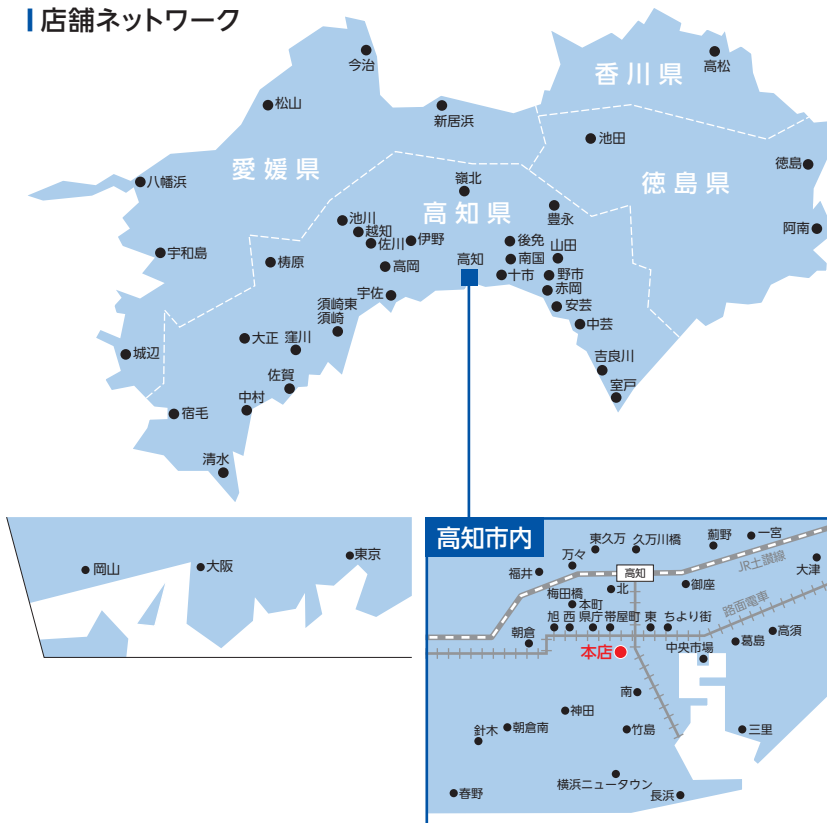 店舗ネットワーク
今治
高松
香川県
松山
新居浜
池田
愛媛県
徳島
八幡浜
嶺北
徳島県
高知県
豊永
池川
越知
佐川
伊野
後免
山田
阿南
宇和島
梼原
高岡
高知
南国
十市
野市
赤岡
宇佐
安芸
須崎東
須崎
中芸
大正
窪川
城辺
吉良川
佐賀
室戸
宿毛
中村
清水
岡山
大阪
東京
高知市内
東久万
久万川橋
薊野
一宮
万々
JR土讃線
福井
高知
大津
梅田橋
北
御座
本町
路面電車
旭
西
県庁
帯屋町
東
ちより街
高須
朝倉
葛島
中央市場
本店
南
神田
針木
朝倉南
竹島
三里
横浜ニュータウン
春野
長浜